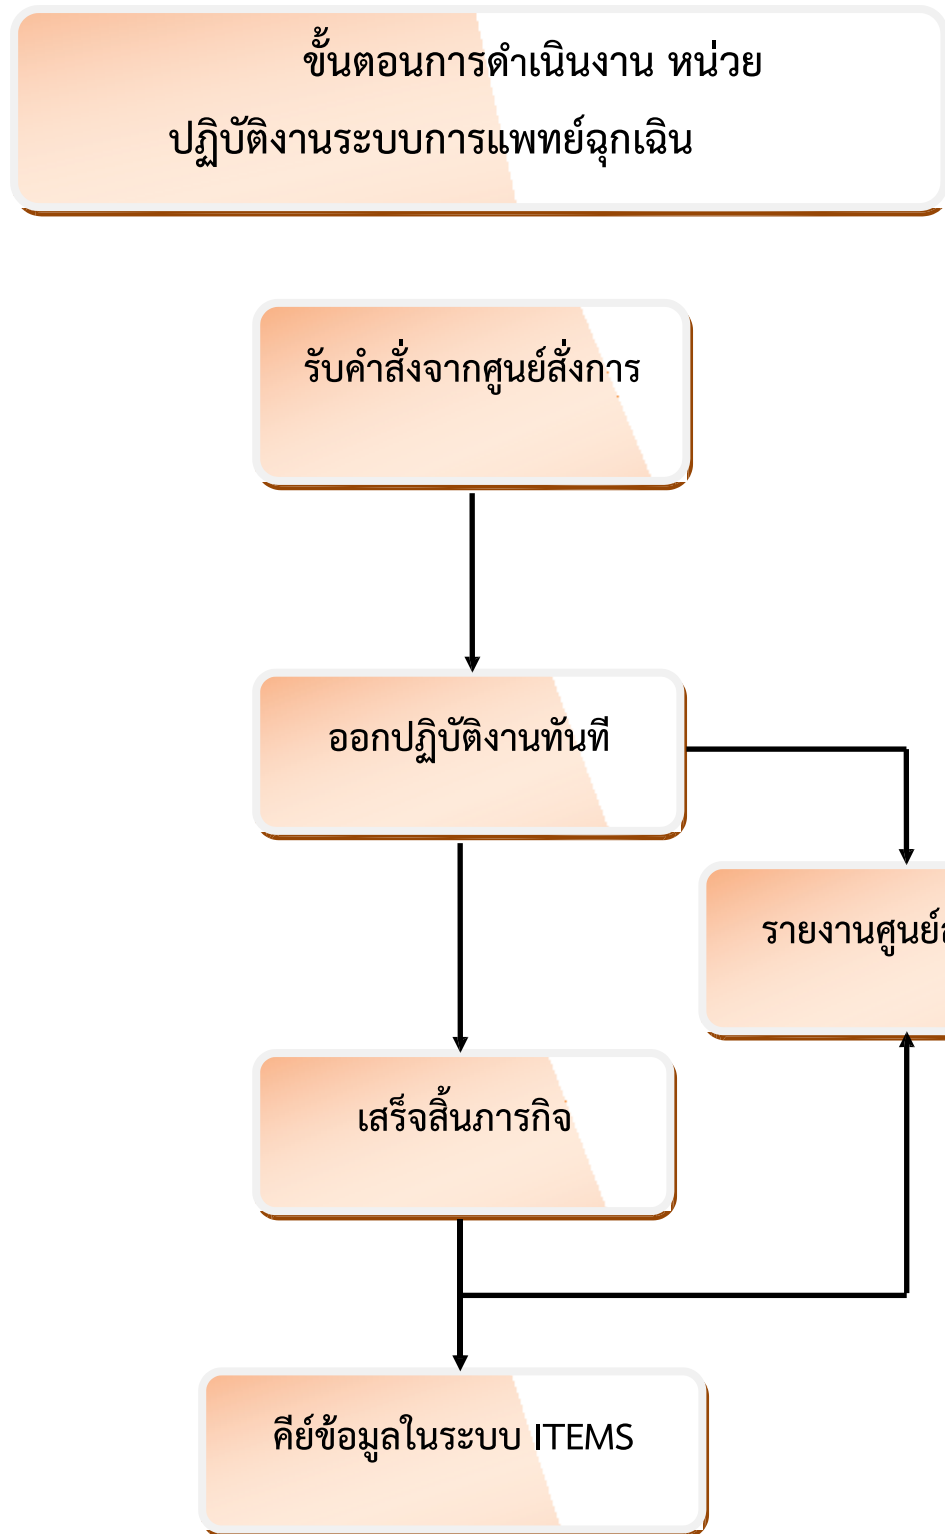 ขั้นตอนการดำเนินงาน หน่วย
ปฏิบัติงานระบบการแพทย์ฉุกเฉิน
รับคำสั่งจากศูนย์สั่งการ
ออกปฏิบัติงานทันที
รายงานศูนย์
เสร็จสิ้นภารกิจ
คีย์ข้อมูลในระบบ ITEMS